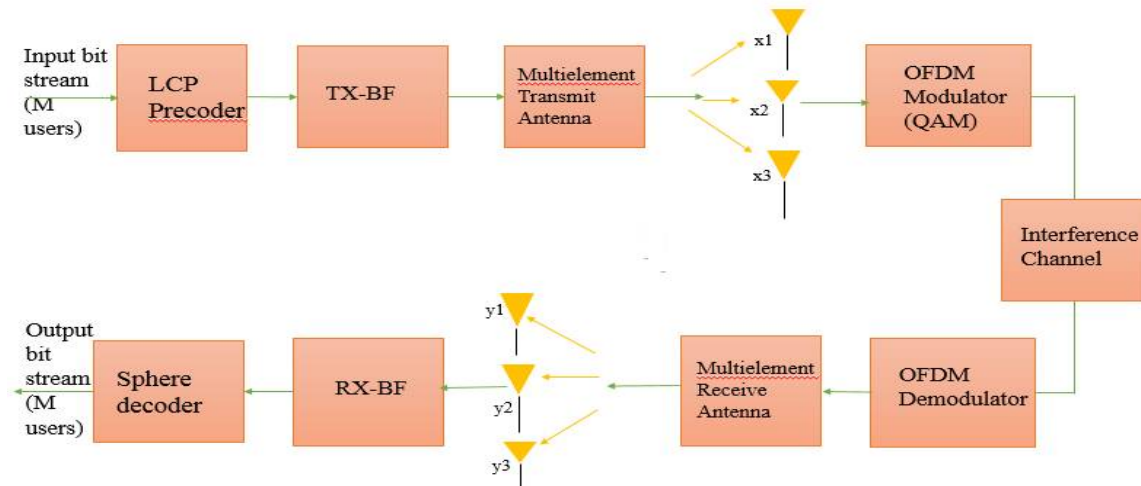 Input bit
stream
(M
users)
LCP
Precoder
TX-BF
Multielement
Transmit
Antenna
x1
x2
x3
OFDM
Modulator
(QAM)
Interference
Channel
Output
bit
stream
(M
users)
Sphere
decoder
RX-BF
y1
y2
y3
Multielement
Receive
Antenna
OFDM
Demodulator